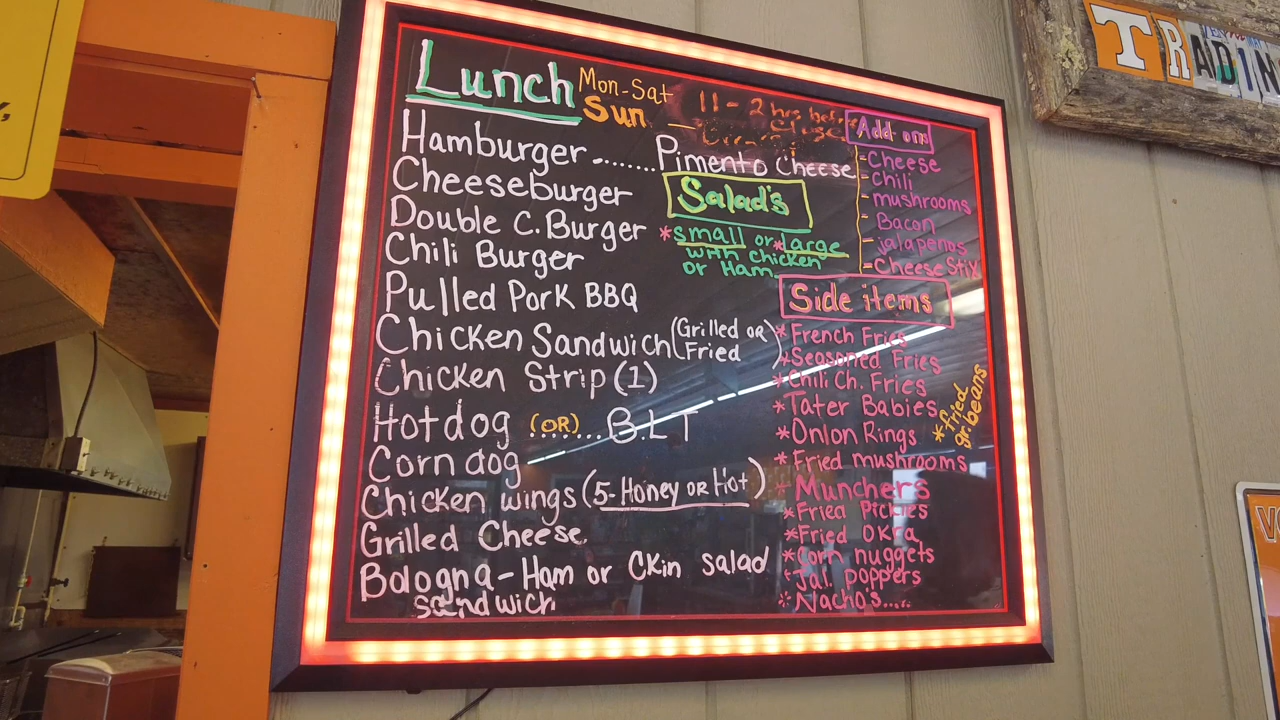 Lunch Mon-Sat 11-2 hrs
Sun
Hamburger ....... Pimento Cheese
Cheeseburger
Double C. Burger
Chili Burger
Pulled Pork BBQ
Chicken Sandwich (Grilled OR Fried)
Chicken Strip (1)
Hotdog (OR) ....... B.L.T
Corn dog
Chicken wings (5-Honey OR Hot)
Grilled Cheese
Bologna-Ham or Ckin salad
sandwich
Salad's
*small or *large
with chicken
or Ham
Add-on
-Cheese
-Chili
-mushrooms
-Bacon
-jalapenos
-Cheese Stix
Side items
*French Fries
*Seasoned Fries
*Chili Ch. Fries
*Tater Babies
*Onion Rings
*Fried mushrooms
*Munchers
*Fried Pickles
*Fried Okra
*Corn nuggets
*Jal. poppers
*Nacho's.....
*fried
gr. beans
TRADIN